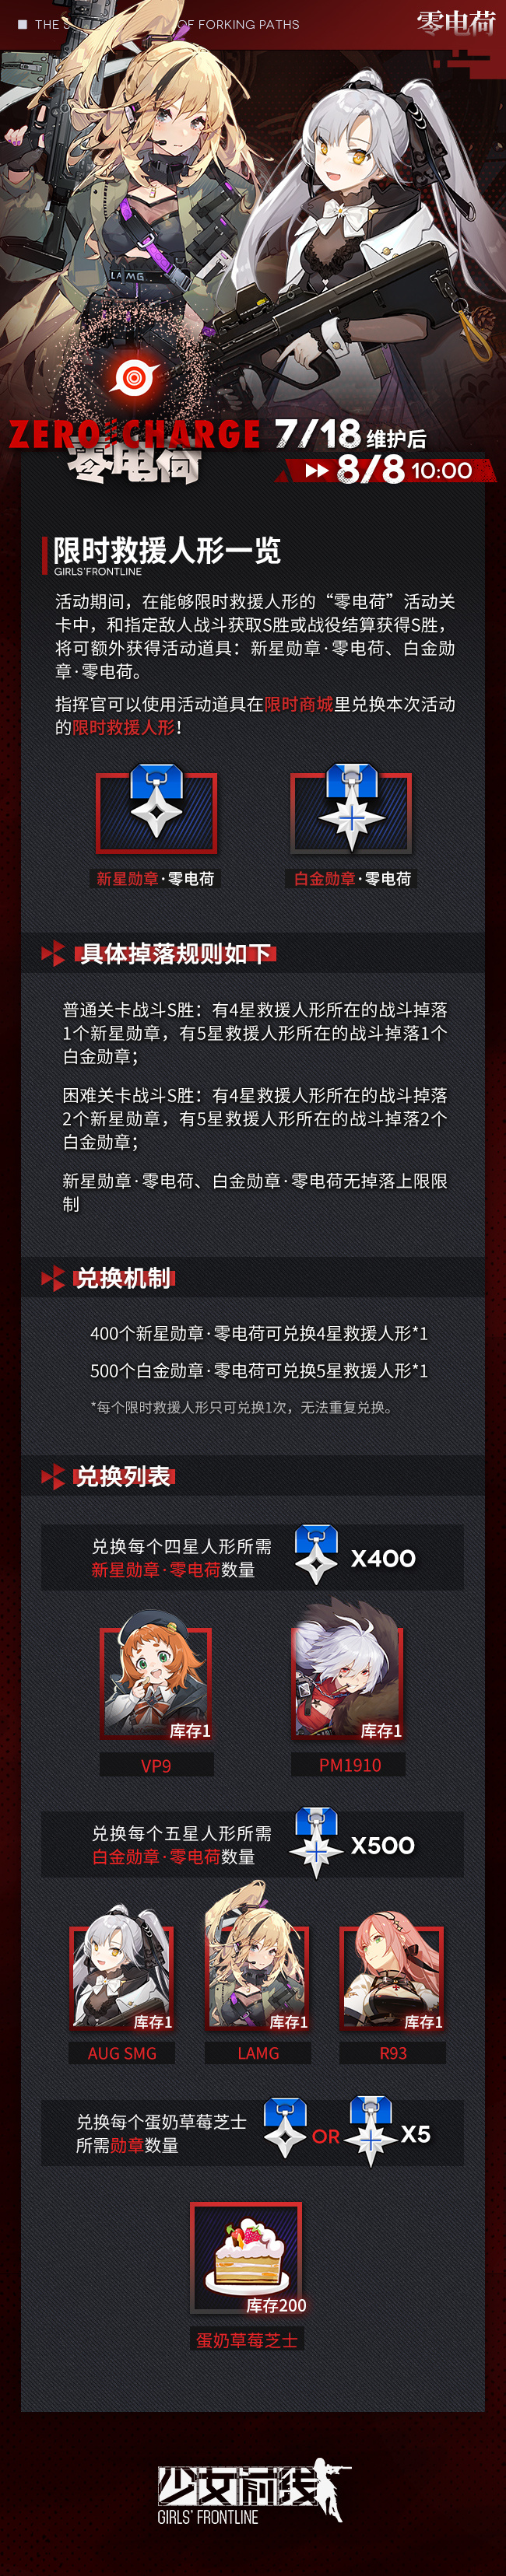 THE S
OF FORKING PATHS
零电荷
LAMG
ZERO CHARGE
零电荷
7/18 维护后
8/8 10:00
限时救援人形一览
GIRLS'FRONTLINE
活动期间，在能够限时救援人形的“零电荷”活动关
卡中，和指定敌人战斗获取S胜或战役结算获得S胜，
将可额外获得活动道具：新星勋章·零电荷、白金勋
章·零电荷。
指挥官可以使用活动道具在限时商城里兑换本次活动
的限时救援人形！
新星勋章·零电荷
白金勋章·零电荷
具体掉落规则如下
普通关卡战斗S胜：有4星救援人形所在的战斗掉落
1个新星勋章，有5星救援人形所在的战斗掉落1个
白金勋章；
困难关卡战斗S胜：有4星救援人形所在的战斗掉落
2个新星勋章，有5星救援人形所在的战斗掉落2个
白金勋章；
新星勋章·零电荷、白金勋章·零电荷无掉落上限限
制
兑换机制
400个新星勋章·零电荷可兑换4星救援人形*1
500个白金勋章·零电荷可兑换5星救援人形*1
*每个限时救援人形只可兑换1次，无法重复兑换。
兑换列表
兑换每个四星人形所需
新星勋章·零电荷数量
X400
库存1
库存1
VP9
PM1910
兑换每个五星人形所需
白金勋章·零电荷数量
X500
库存1
库存1
库存1
AUG SMG
LAMG
R93
兑换每个蛋奶草莓芝士
所需勋章数量
OR
X5
库存200
蛋奶草莓芝士
少女前线
GIRLS' FRONTLINE